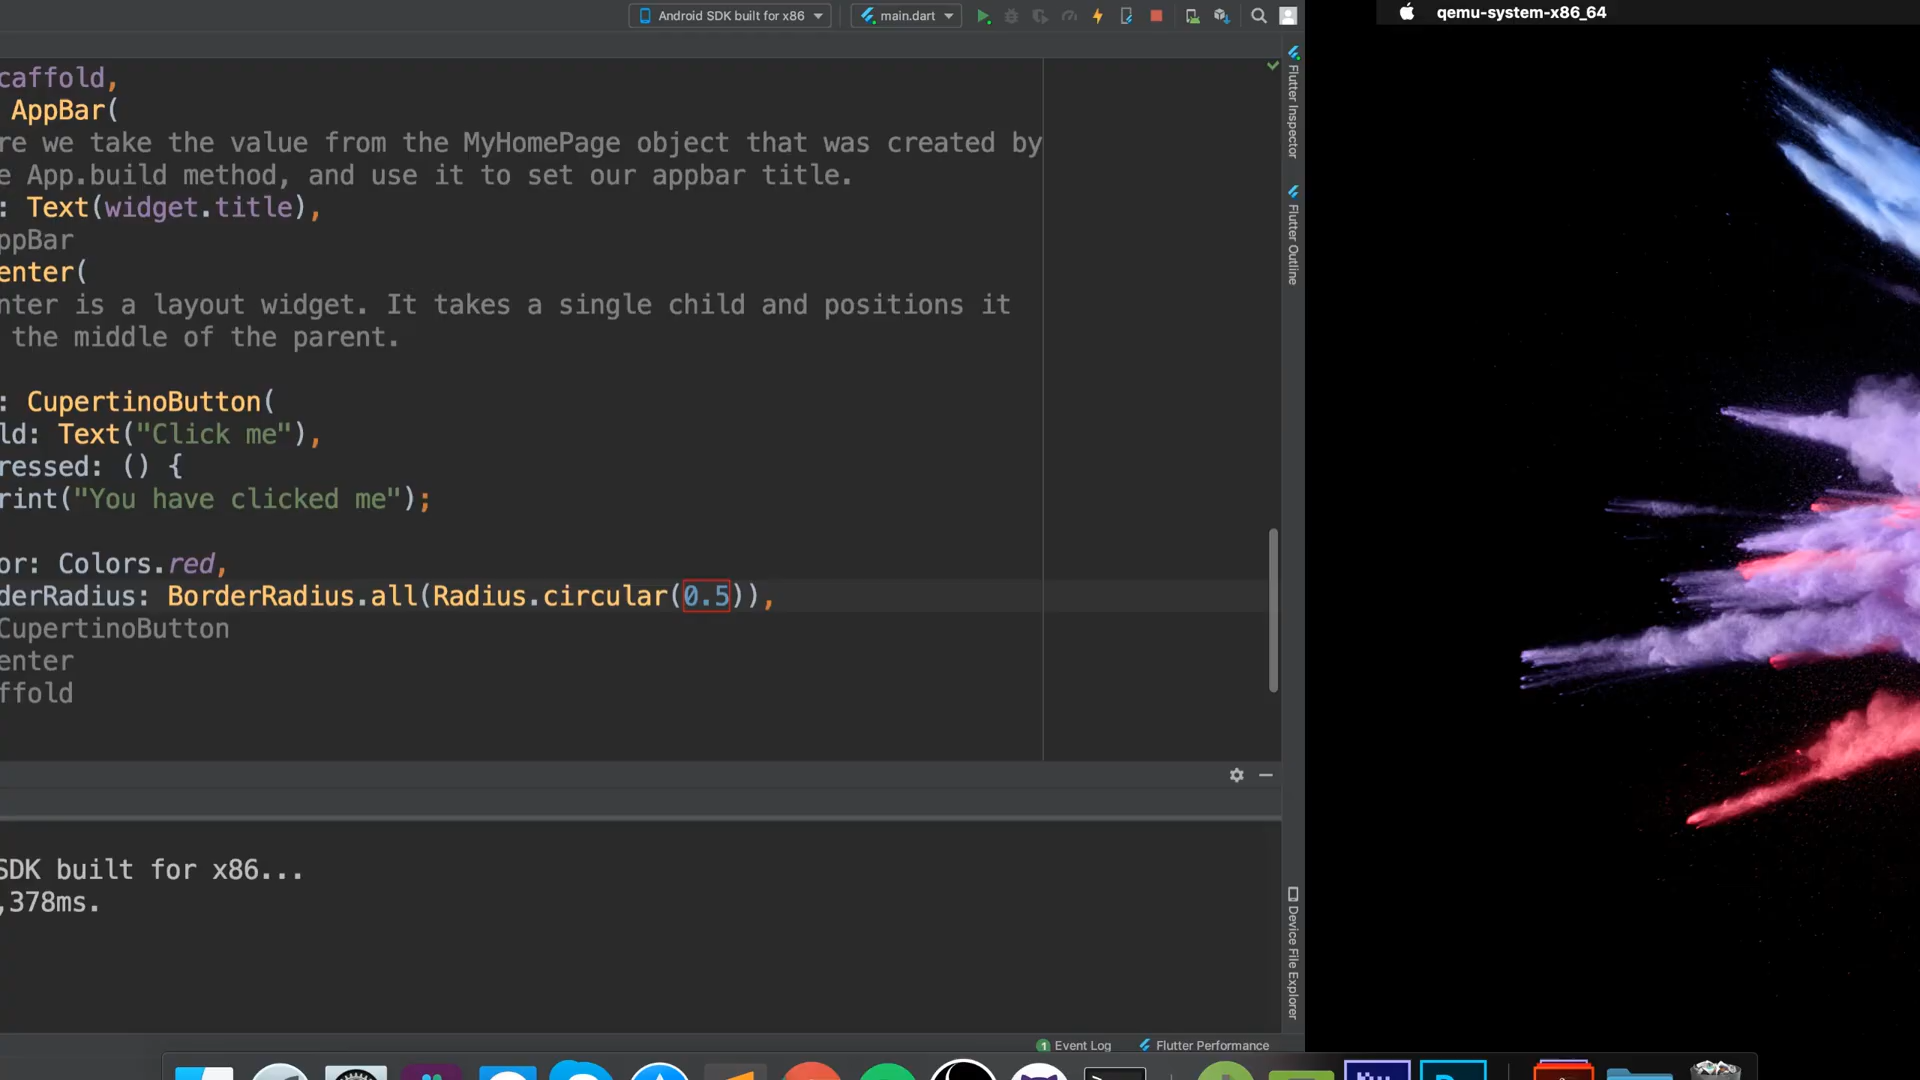 Android SDK built for x86
main.dart
qemu-system-x86_64
caffold,
AppBar(
re we take the value from the MyHomePage object that was created by
e App.build method, and use it to set our appbar title.
: Text(widget.title),
ppBar
enter(
nter is a layout widget. It takes a single child and positions it
the middle of the parent.
: CupertinoButton(
ld: Text("Click me"),
ressed: () {
rint("You have clicked me");
or: Colors.red,
derRadius: BorderRadius.all(Radius.circular(0.5)),
CupertinoButton
enter
ffold
SDK built for x86...
,378ms.
Flutter Inspector
Flutter Outline
Device File Explorer
1 Event Log
Flutter Performance